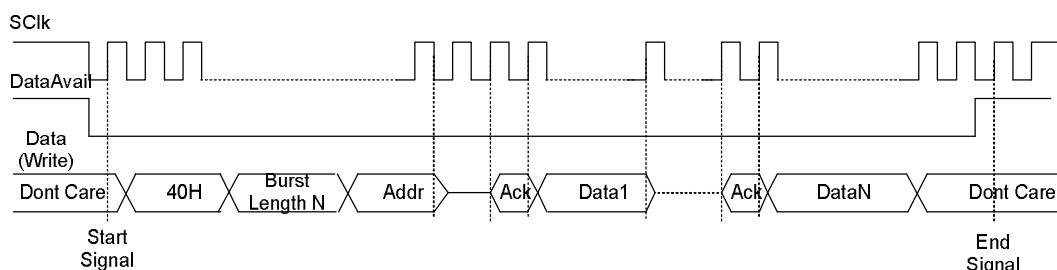 SClk
DataAvail
Data
(Write)
Dont Care
40H
Burst
Length N
Addr
Ack
Data1
Ack
DataN
Dont Care
Start
Signal
End
Signal